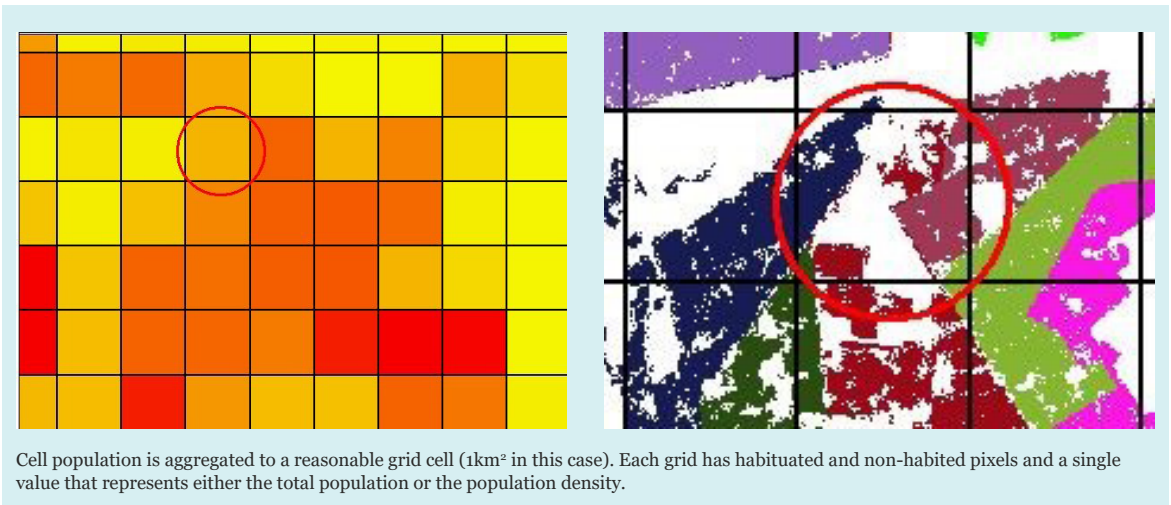 Cell population is aggregated to a reasonable grid cell (1km² in this case). Each grid has habituated and non-habited pixels and a single
value that represents either the total population or the population density.